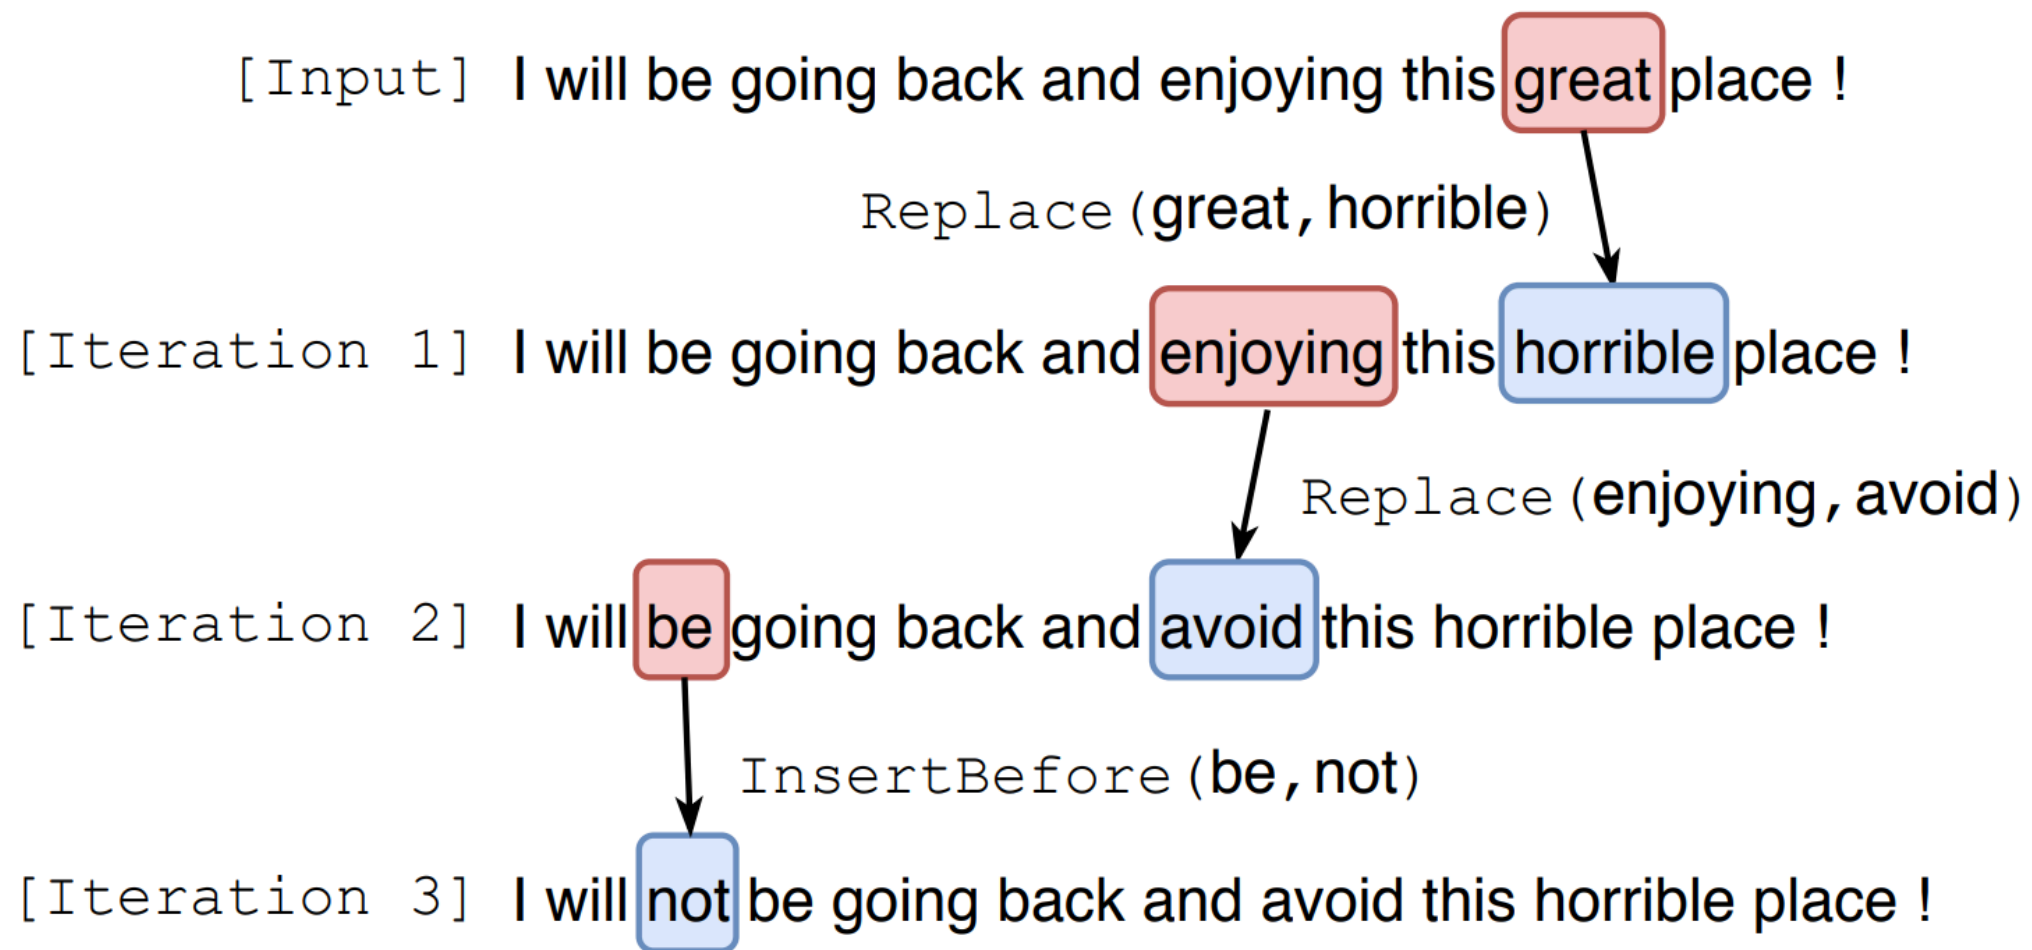 [Input] I will be going back and enjoying this great place !
Replace(great,horrible)
[Iteration 1] I will be going back and enjoying this horrible place !
Replace(enjoying,avoid)
[Iteration 2] I will be going back and avoid this horrible place !
InsertBefore(be,not)
[Iteration 3] I will not be going back and avoid this horrible place !